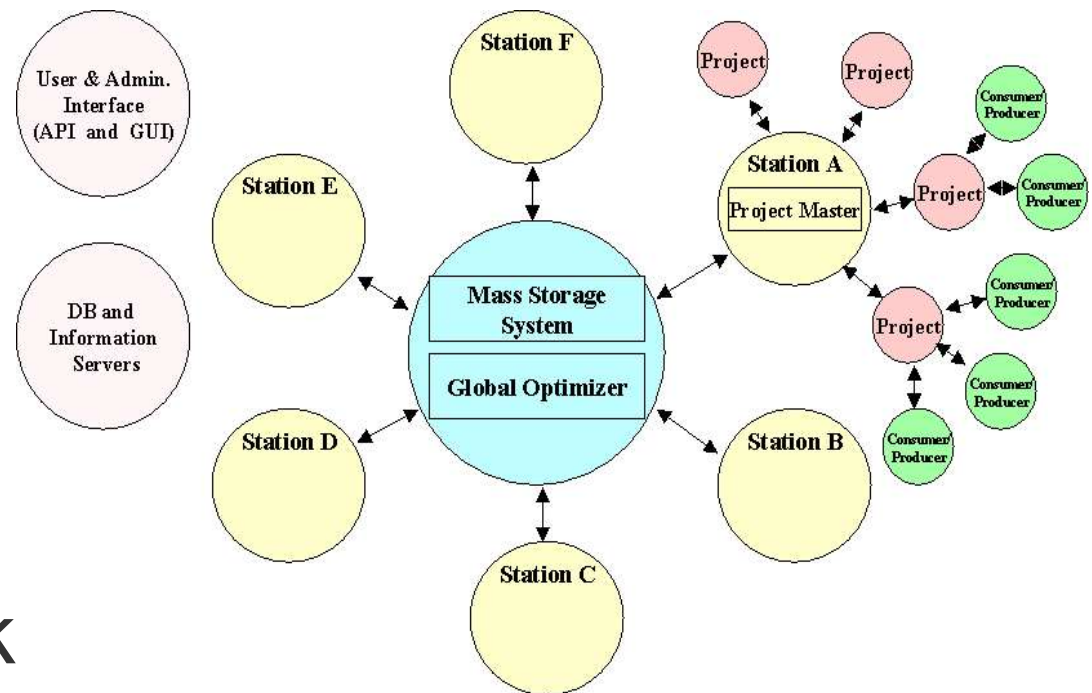 User & Admin.
Interface
(API and GUI)
DB and
Information
Servers
Station F
Station E
Station D
Station C
Station B
Mass Storage
System
Global Optimizer
Station A
Project Master
Project
Project
Project
Project
Consumer/
Producer
Consumer/
Producer
Consumer/
Producer
Consumer/
Producer
Consumer/
Producer
k